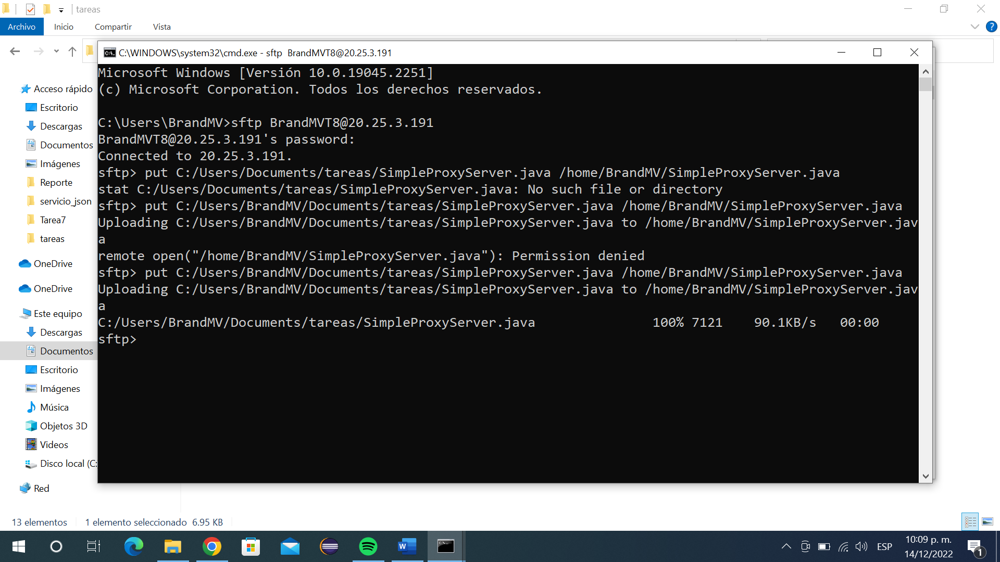 tareas
Archivo Inicio Compartir Vista
C:\WINDOWS\system32\cmd.exe - sftp  BrandMVT8@20.25.3.191
Microsoft Windows [Versión 10.0.19045.2251]
(c) Microsoft Corporation. Todos los derechos reservados.
C:\Users\BrandMV>sftp BrandMVT8@20.25.3.191
BrandMVT8@20.25.3.191's password:
Connected to 20.25.3.191.
sftp> put C:/Users/Documents/tareas/SimpleProxyServer.java /home/BrandMV/SimpleProxyServer.java
stat C:/Users/Documents/tareas/SimpleProxyServer.java: No such file or directory
sftp> put C:/Users/BrandMV/Documents/tareas/SimpleProxyServer.java /home/BrandMV/SimpleProxyServer.java
Uploading C:/Users/BrandMV/Documents/tareas/SimpleProxyServer.java to /home/BrandMV/SimpleProxyServer.jav
a
remote open("/home/BrandMV/SimpleProxyServer.java"): Permission denied
sftp> put C:/Users/BrandMV/Documents/tareas/SimpleProxyServer.java /home/BrandMV/SimpleProxyServer.java
Uploading C:/Users/BrandMV/Documents/tareas/SimpleProxyServer.java to /home/BrandMV/SimpleProxyServer.jav
a
C:/Users/BrandMV/Documents/tareas/SimpleProxyServer.java 100% 7121 90.1KB/s 00:00
sftp>
Acceso rápido
Escritorio
Descargas
Documentos
Imágenes
Reporte
servicio_json
Tarea7
tareas
OneDrive
OneDrive
Este equipo
Descargas
Documentos
Escritorio
Imágenes
Música
Objetos 3D
Videos
Disco local (C:
Red
13 elementos 1 elemento seleccionado 6.95 KB
ESP
10:09 p. m.
14/12/2022
1